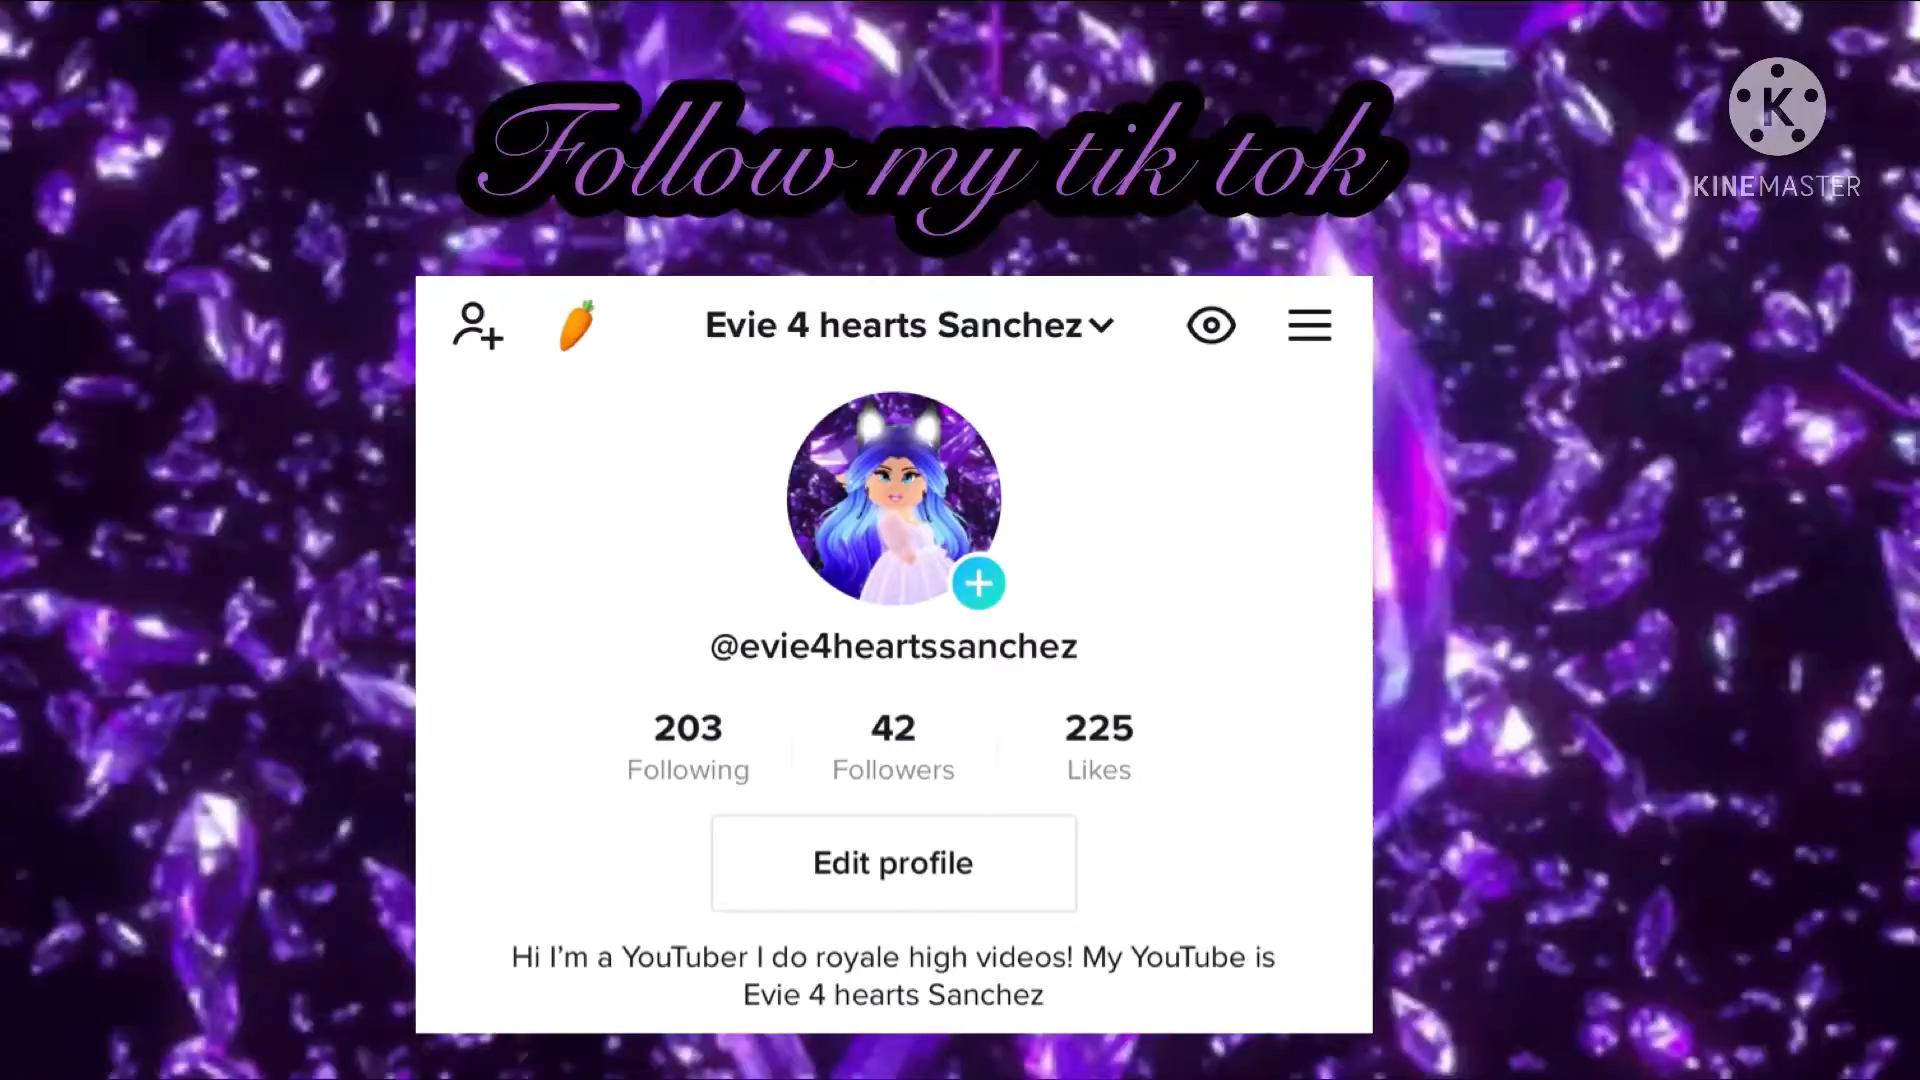 Follow my tik tok
K
KINEMASTER
Evie 4 hearts Sanchez
@evie4heartssanchez
203 42 225
Following Followers Likes
Edit profile
Hi I’m a YouTuber I do royale high videos! My YouTube is
Evie 4 hearts Sanchez